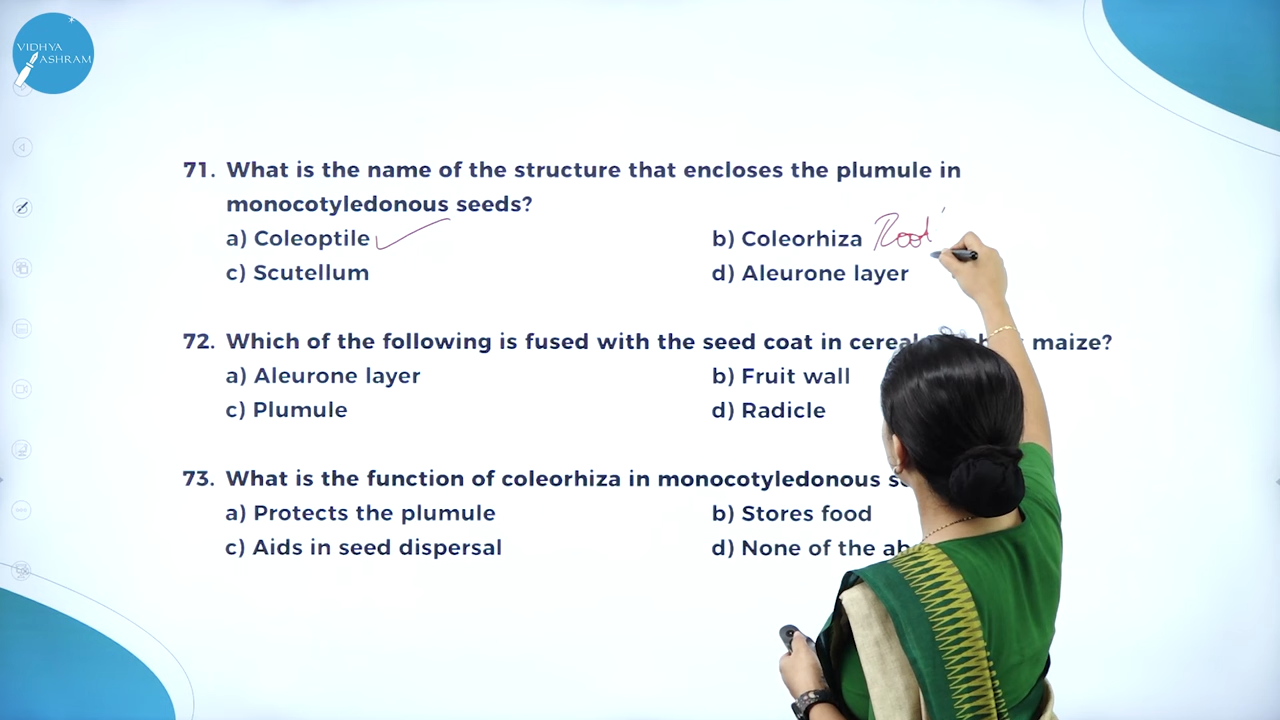 VIDHYA
ASHRAM
71. What is the name of the structure that encloses the plumule in
monocotyledonous seeds?
a) Coleoptile
b) Coleorhiza Root
c) Scutellum
d) Aleurone layer
72. Which of the following is fused with the seed coat in cereal maize?
a) Aleurone layer
b) Fruit wall
c) Plumule
d) Radicle
73. What is the function of coleorhiza in monocotyledonous
a) Protects the plumule
b) Stores food
c) Aids in seed dispersal
d) None of the